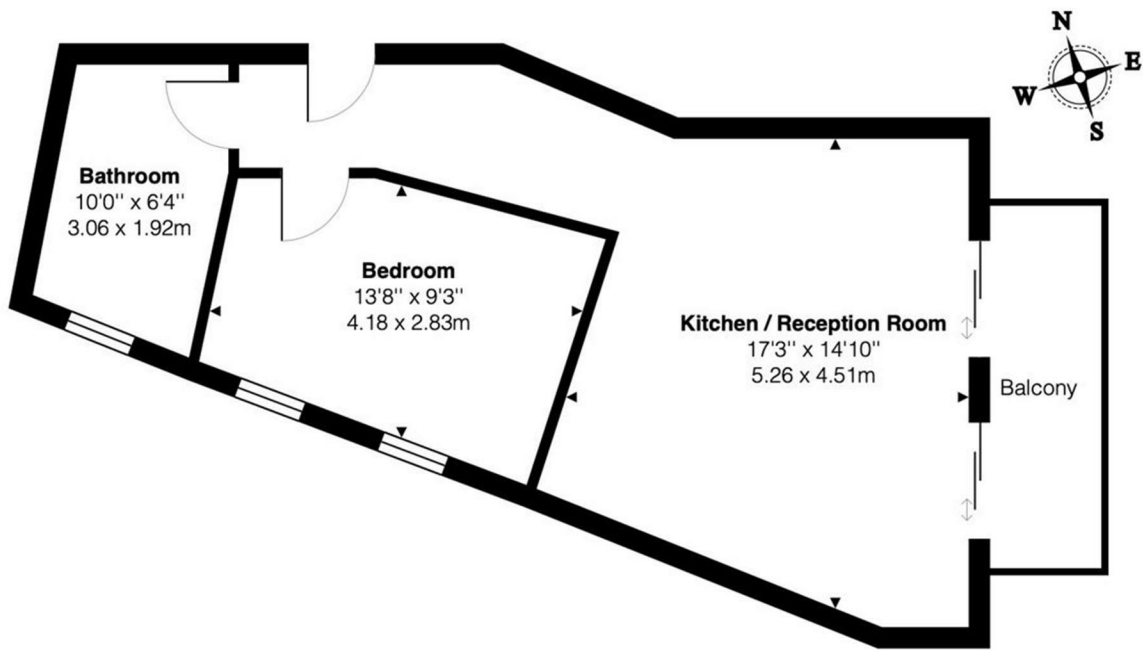 N
E
W
S
Bathroom
10'0'' x 6'4''
3.06 x 1.92m
Bedroom
13'8'' x 9'3''
4.18 x 2.83m
Kitchen / Reception Room
17'3'' x 14'10''
5.26 x 4.51m
Balcony